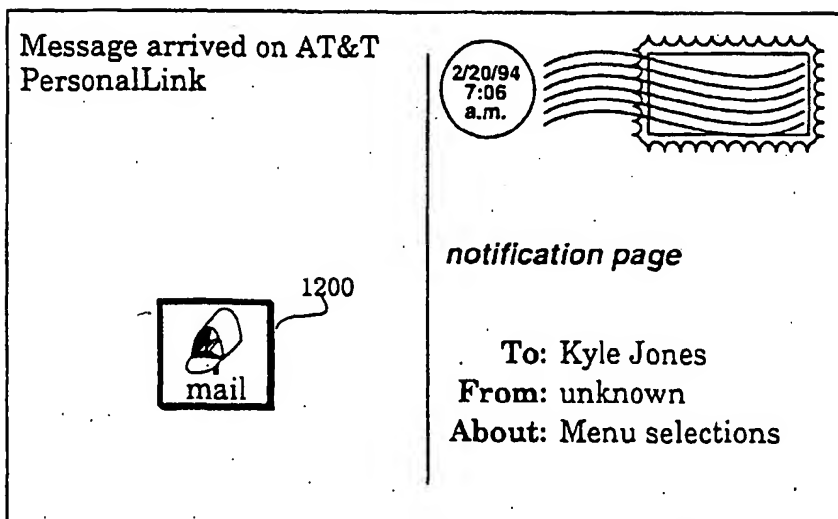 Message arrived on AT&T
PersonalLink
1200
mail
2/20/94
7:06
a.m.
notification page
To: Kyle Jones
From: unknown
About: Menu selections